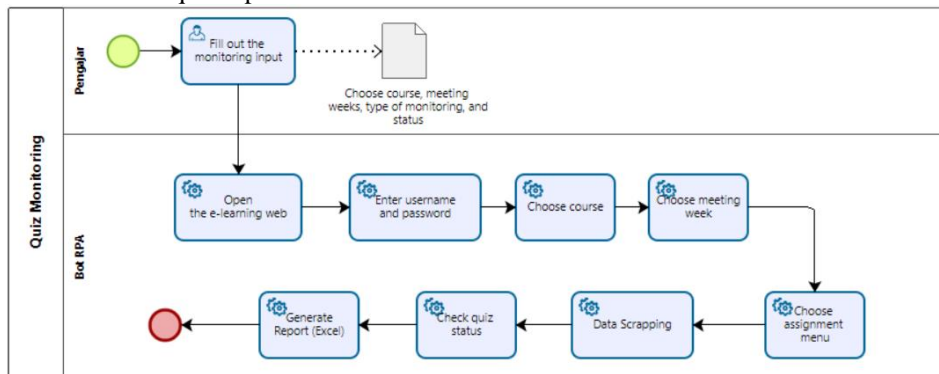 Quiz Monitoring
Pengajar
Fill out the
monitoring input
Choose course, meeting
weeks, type of monitoring, and
status
Bot RPA
Open
the e-learning web
Enter username
and password
Choose course
Choose meeting
week
Choose
assignment
menu
Data Scrapping
Check quiz
status
Generate
Report (Excel)